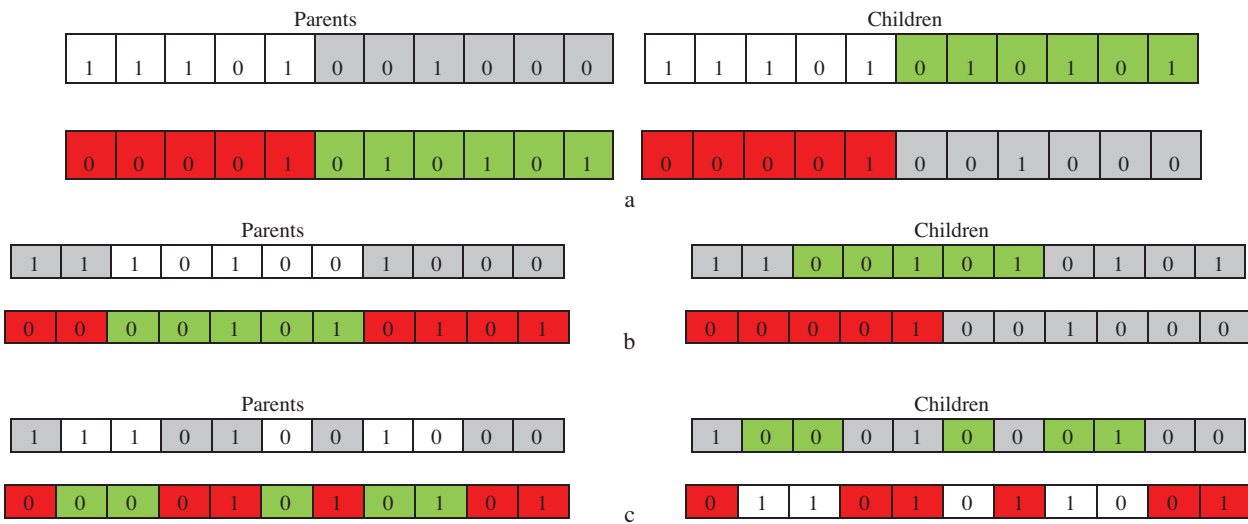 Parents Children
1 1 1 0 1 0 0 1 0 0 0 1 1 1 0 1 0 1 0 1 0 1
0 0 0 0 1 0 1 0 1 0 1 0 0 0 0 1 0 0 1 0 0 0
a
Parents Children
1 1 1 0 1 0 0 1 0 0 0 1 1 0 0 1 0 1 0 1 0 1
0 0 0 0 1 0 1 0 1 0 1 0 0 0 0 1 0 0 1 0 0 0
b
Parents Children
1 1 1 0 1 0 0 1 0 0 0 1 0 0 0 1 0 0 0 1 0 0
0 0 0 0 1 0 1 0 1 0 1 0 1 1 0 1 0 1 1 0 0 1
c